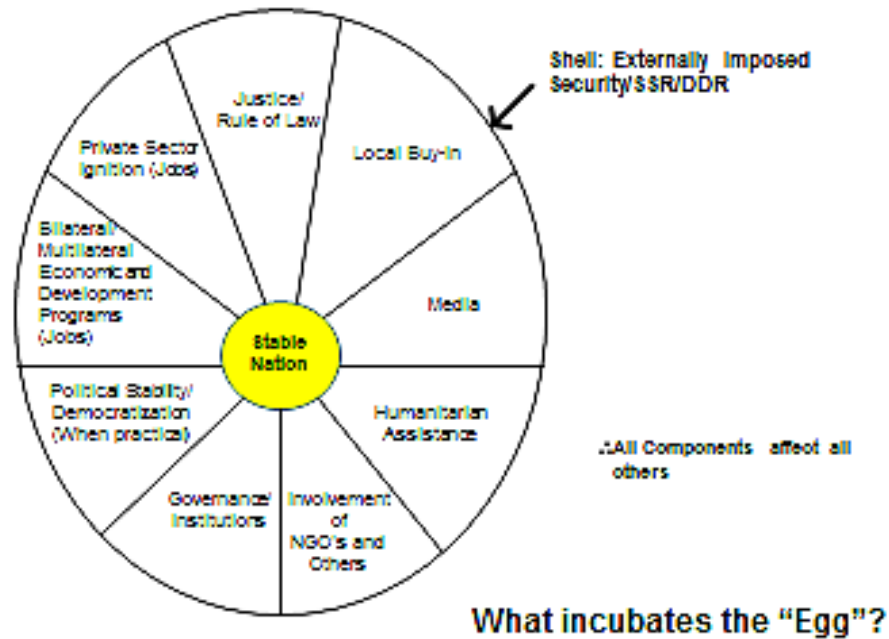 Shell: Externally Imposed
Security/SSR/DDR
Justice/
Rule of Law
Local Buy-In
Private Sector
Ignition (Jobs)
Bilateral/
Multilateral
Economic and
Development
Programs
(Jobs)
Media
Stable
Nation
Political Stability/
Democratization
(When practical)
Humanitarian
Assistance
Governance/
Institutions
Involvement
of
NGO's and
Others
∴All Components affect all
others
What incubates the “Egg”?